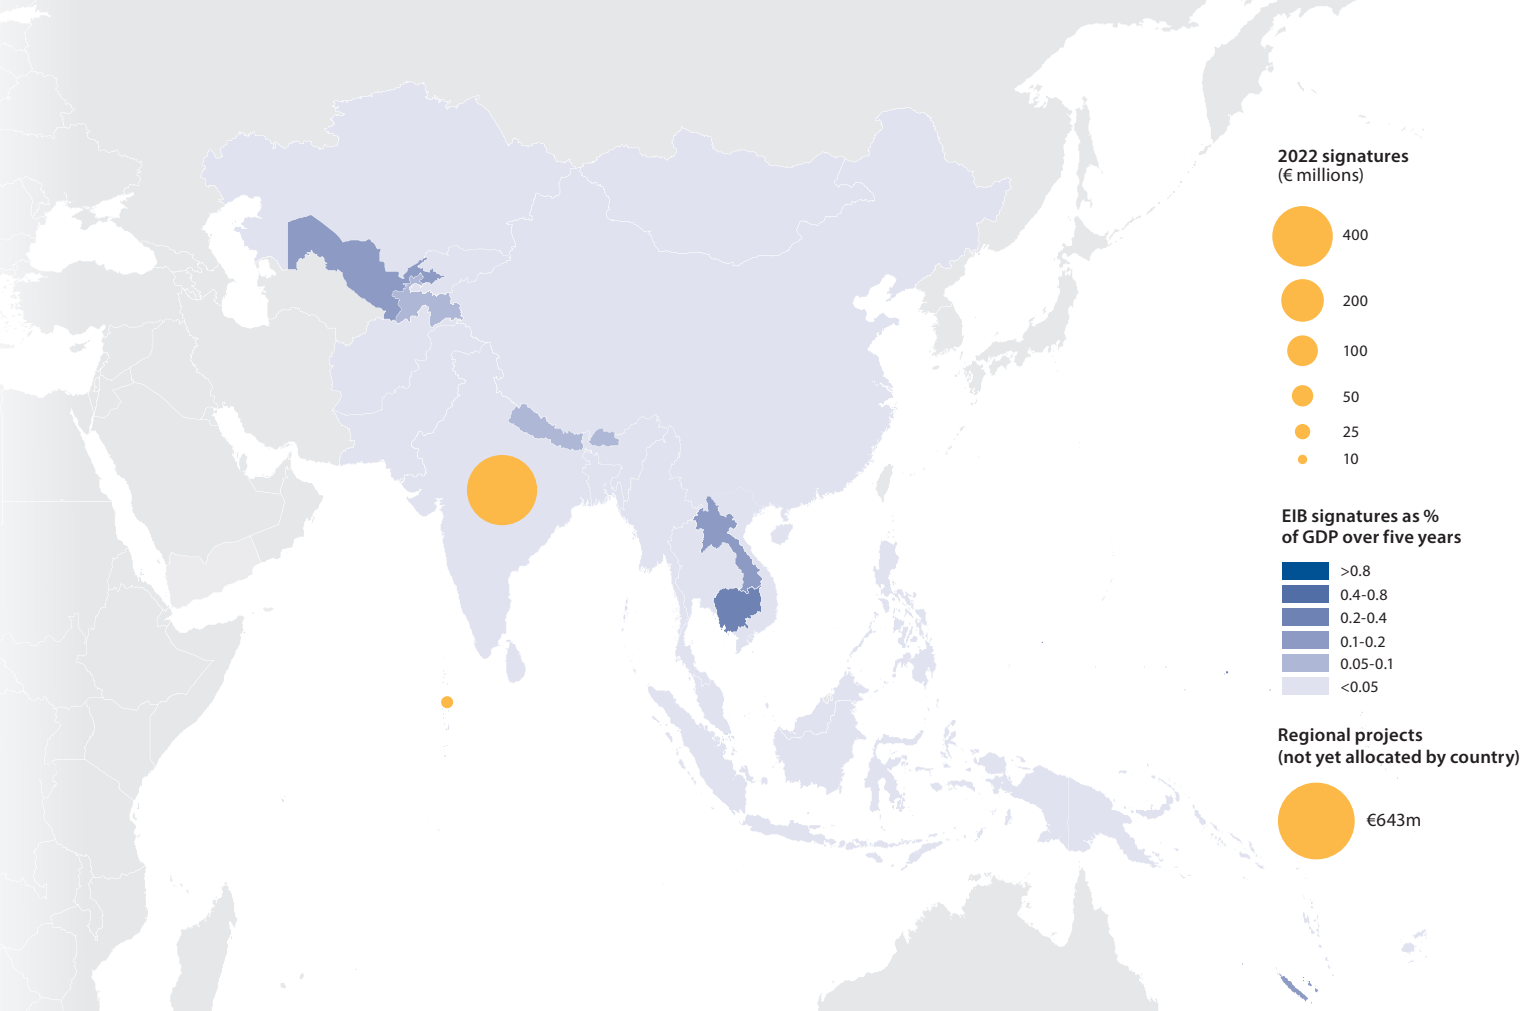 2022 signatures
(€ millions)
400
200
100
50
25
10
EIB signatures as %
of GDP over five years
>0.8
0.4-0.8
0.2-0.4
0.1-0.2
0.05-0.1
<0.05
Regional projects
(not yet allocated by country)
€643m